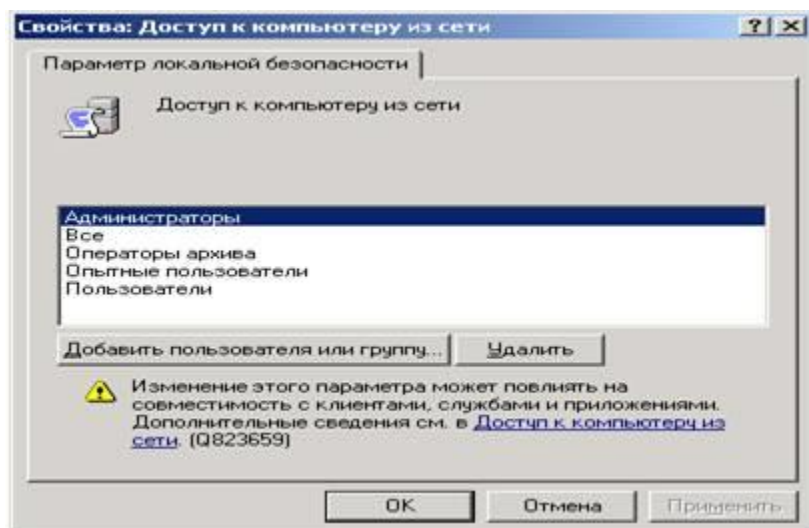 Свойства: Доступ к компьютеру из сети
Параметр локальной безопасности
Доступ к компьютеру из сети
Администраторы
Все
Операторы архива
Опытные пользователи
Пользователи
Добавить пользователя или группу... Удалить
Изменение этого параметра может повлиять на
совместимость с клиентами, службами и приложениями.
Дополнительные сведения см. в Доступ к компьютеру из
сети. (Q823659)
OK Отмена Применить